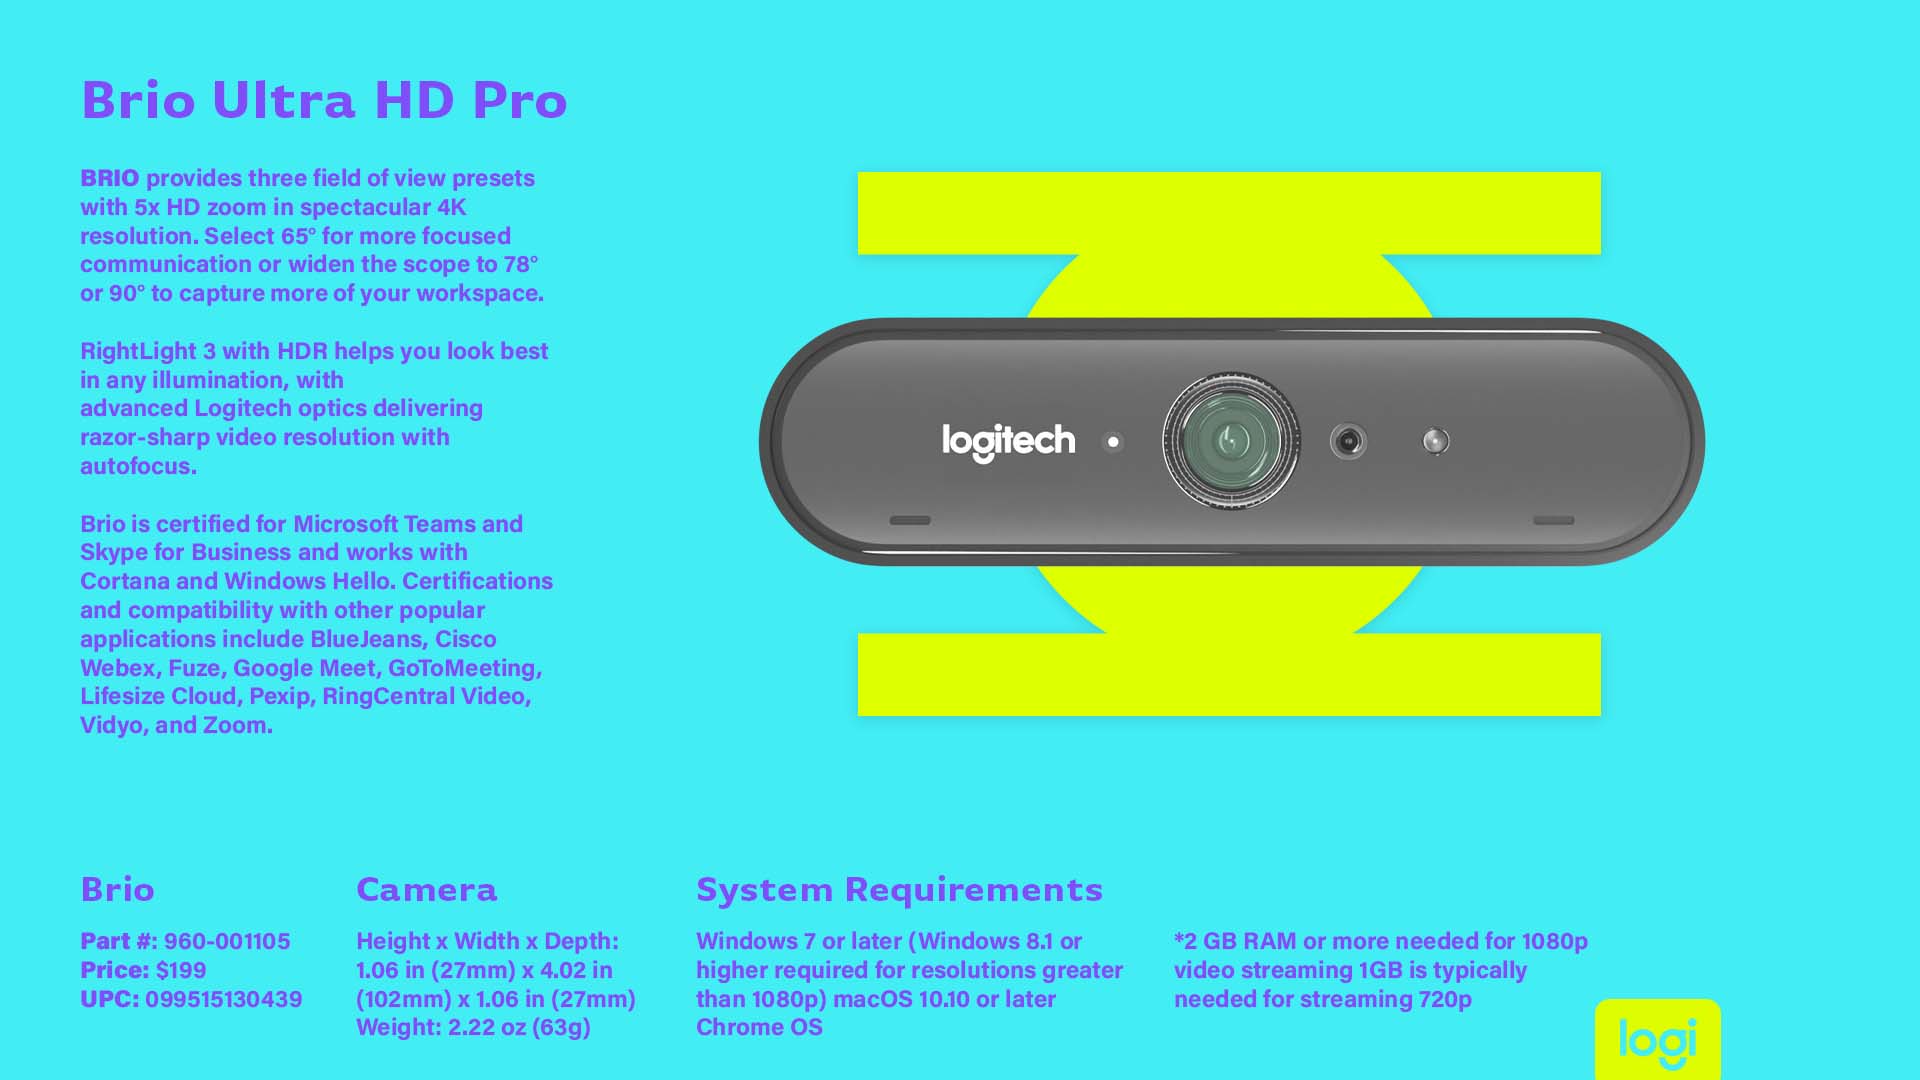 Brio Ultra HD Pro
BRIO provides three field of view presets
with 5x HD zoom in spectacular 4K
resolution. Select 65° for more focused
communication or widen the scope to 78°
or 90° to capture more of your workspace.
RightLight 3 with HDR helps you look best
in any illumination, with
advanced Logitech optics delivering
razor-sharp video resolution with
autofocus.
Brio is certified for Microsoft Teams and
Skype for Business and works with
Cortana and Windows Hello. Certifications
and compatibility with other popular
applications include BlueJeans, Cisco
Webex, Fuze, Google Meet, GoToMeeting,
Lifesize Cloud, Pexip, RingCentral Video,
Vidyo, and Zoom.
logitech
Brio
Part #: 960-001105
Price: $199
UPC: 099515130439
Camera
Height x Width x Depth:
1.06 in (27mm) x 4.02 in
(102mm) x 1.06 in (27mm)
Weight: 2.22 oz (63g)
System Requirements
Windows 7 or later (Windows 8.1 or
higher required for resolutions greater
than 1080p) macOS 10.10 or later
Chrome OS
*2 GB RAM or more needed for 1080p
video streaming 1GB is typically
needed for streaming 720p
logi